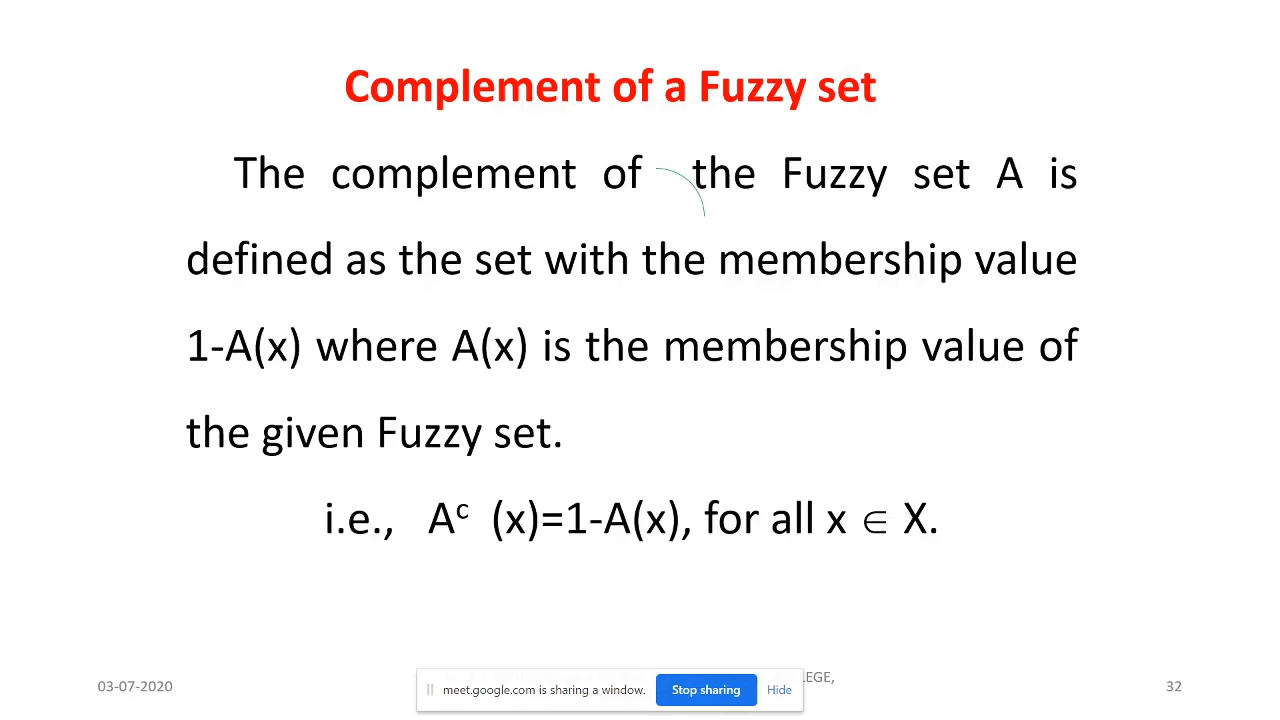 Complement of a Fuzzy set
The complement of the Fuzzy set A is
defined as the set with the membership value
1-A(x) where A(x) is the membership value of
the given Fuzzy set.
i.e., Aᶜ (x)=1-A(x), for all x ∈ X.
03-07-2020
meet.google.com is sharing a window. Stop sharing Hide
32